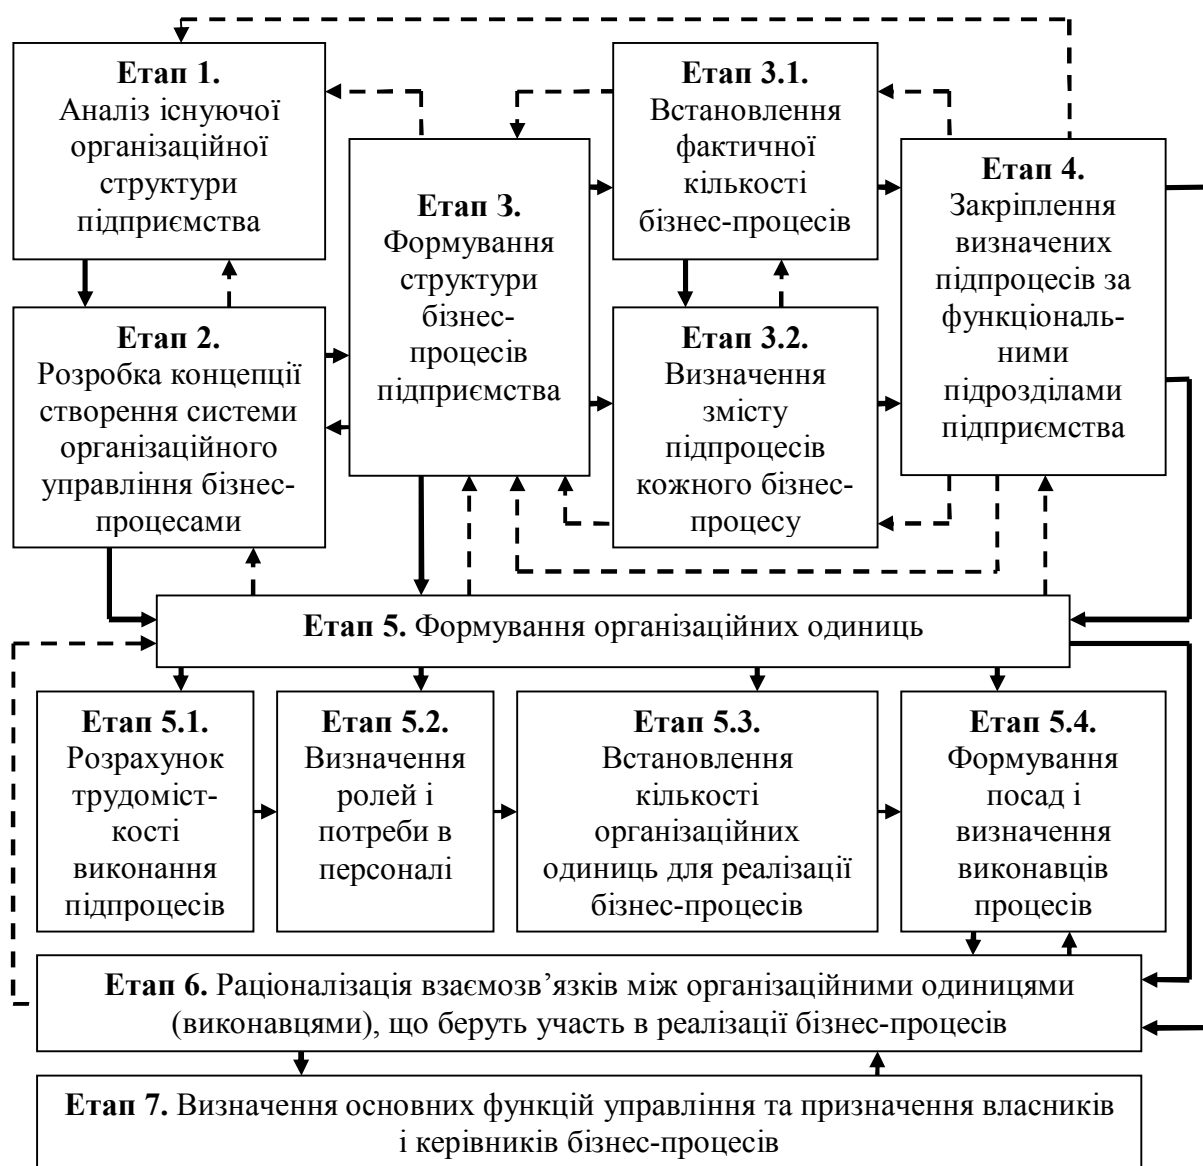 Етап 1.
Аналіз існуючої
організаційної
структури
підприємства
Етап 2.
Розробка концепції
створення системи
організаційного
управління бізнес-
процесами
Етап 3.
Формування
структури
бізнес-
процесів
підприємства
Етап 3.1.
Встановлення
фактичної
кількості
бізнес-процесів
Етап 3.2.
Визначення
змісту
підпроцесів
кожного бізнес-
процесу
Етап 4.
Закріплення
визначених
підпроцесів за
функціональ-
ними
підрозділами
підприємства
Етап 5. Формування організаційних одиниць
Етап 5.1.
Розрахунок
трудоміст-
кості
виконання
підпроцесів
Етап 5.2.
Визначення
ролей і
потреби в
персоналі
Етап 5.3.
Встановлення
кількості
організаційних
одиниць для реалізації
бізнес-процесів
Етап 5.4.
Формування
посад і
визначення
виконавців
процесів
Етап 6. Раціоналізація взаємозв’язків між організаційними одиницями
(виконавцями), що беруть участь в реалізації бізнес-процесів
Етап 7. Визначення основних функцій управління та призначення власників
і керівників бізнес-процесів